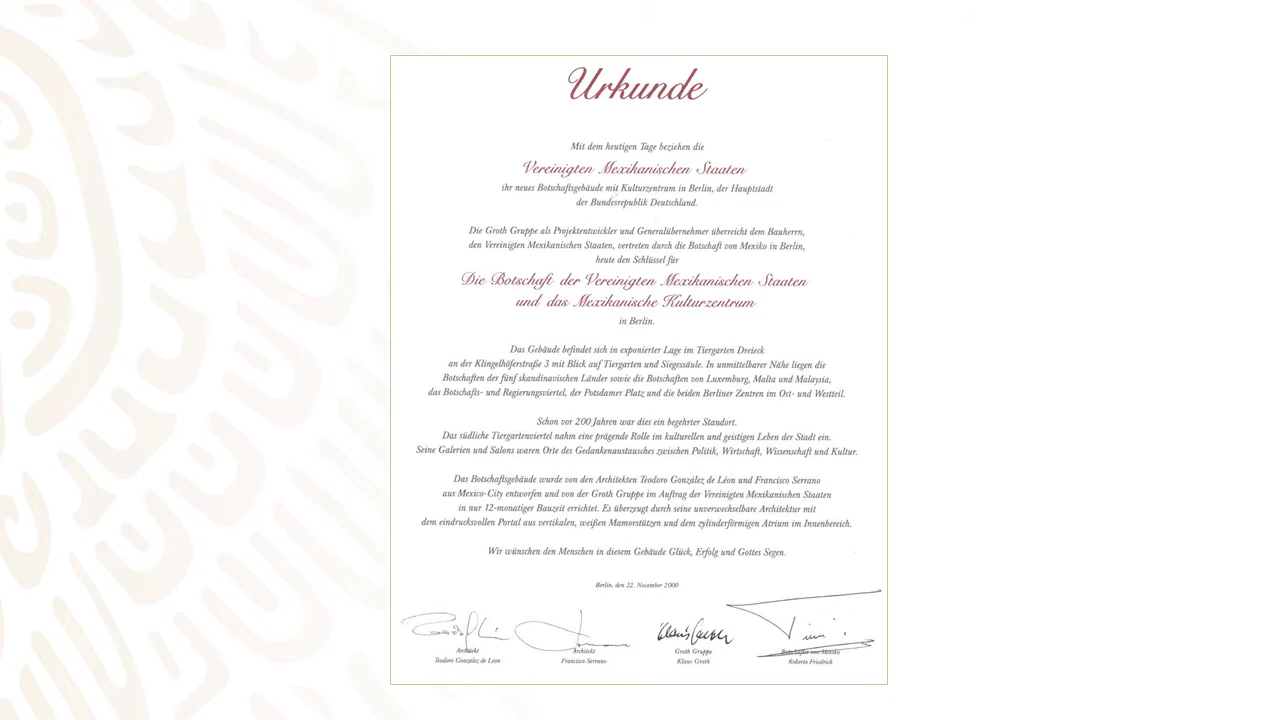 Urkunde
Mit dem heutigen Tage beziehen die
Vereinigten Mexikanischen Staaten
ihr neues Botschaftsgebäude mit Kulturzentrum in Berlin, der Hauptstadt
der Bundesrepublik Deutschland.
Die Groth Gruppe als Projektentwickler und Generalübernehmer überreicht dem Bauherrn,
den Vereinigten Mexikanischen Staaten, vertreten durch die Botschaft von Mexiko in Berlin,
heute den Schlüssel für
Die Botschaft der Vereinigten Mexikanischen Staaten
und das Mexikanische Kulturzentrum
in Berlin.
Das Gebäude befindet sich in exponierter Lage im Tiergarten Dreieck
an der Klingelhöferstraße 3 mit Blick auf Tiergarten und Siegessäule. In unmittelbarer Nähe liegen die
Botschaften der fünf skandinavischen Länder sowie die Botschaften von Luxemburg, Malta und Malaysia,
das Botschafts- und Regierungsviertel, der Potsdamer Platz und die beiden Berliner Zentren im Ost- und Westteil.
Schon vor 200 Jahren war dies ein begehrter Standort.
Das südliche Tiergartenviertel nahm eine prägende Rolle im kulturellen und geistigen Leben der Stadt ein.
Seine Galerien und Salons waren Orte des Gedankenaustausches zwischen Politik, Wirtschaft, Wissenschaft und Kultur.
Das Botschaftsgebäude wurde von den Architekten Teodoro González de Léon und Francisco Serrano
aus Mexico-City entworfen und von der Groth Gruppe im Auftrag der Vereinigten Mexikanischen Staaten
in nur 12-monatiger Bauzeit errichtet. Es überzeugt durch seine unverwechselbare Architektur mit
dem eindrucksvollen Portal aus vertikalen, weißen Mamorstützen und dem zylinderförmigen Atrium im Innenbereich.
Wir wünschen den Menschen in diesem Gebäude Glück, Erfolg und Gottes Segen.
Berlin, den 22. November 2000
Architekt Architekt Groth Gruppe Botschafter von Mexiko
Teodoro González de Léon Francisco Serrano Klaus Groth Roberto Friedrich